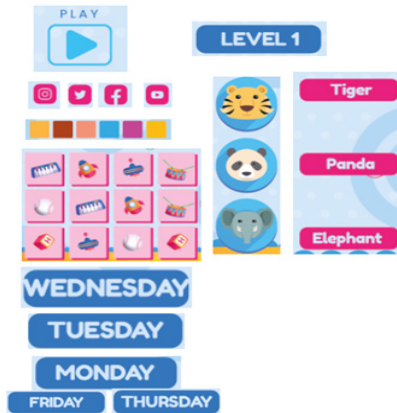 PLAY
LEVEL 1
Tiger
Panda
Elephant
WEDNESDAY
TUESDAY
MONDAY
FRIDAY
THURSDAY